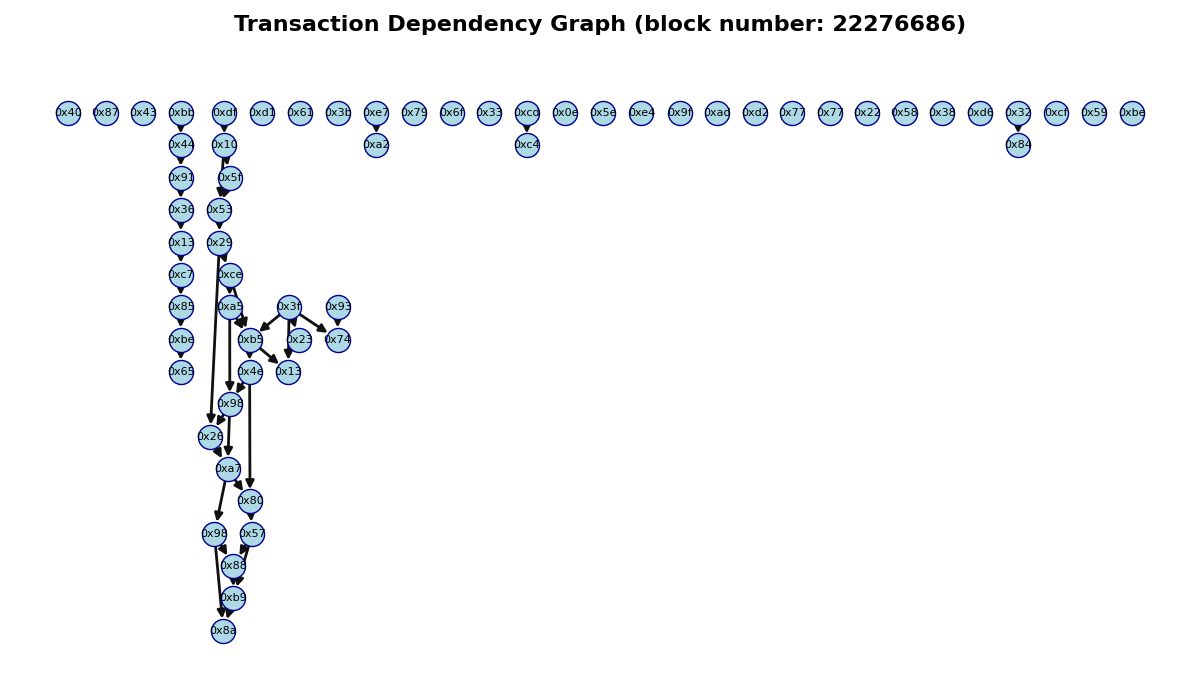 Transaction Dependency Graph (block number: 22276686)
0x40 0x87 0x43 0xbb 0xdf 0xd1 0x61 0x3b 0xe7 0x79 0x6f 0x33 0xcd 0x0e 0x5e 0xe4 0x9f 0xad 0xd2 0x77 0x77 0x22 0x58 0x38 0xd6 0x32 0xcf 0x59 0xbe
0x44 0x10 0xa2 0xc4 0x84
0x91 0x5f
0x36 0x53
0x13 0x29
0xc7 0xce
0x85 0xa5 0x3f 0x93
0xbe 0xb5 0x23 0x74
0x65 0x4e 0x13
0x98
0x26
0xa7
0x80
0x98 0x57
0x88
0xb9
0x8a